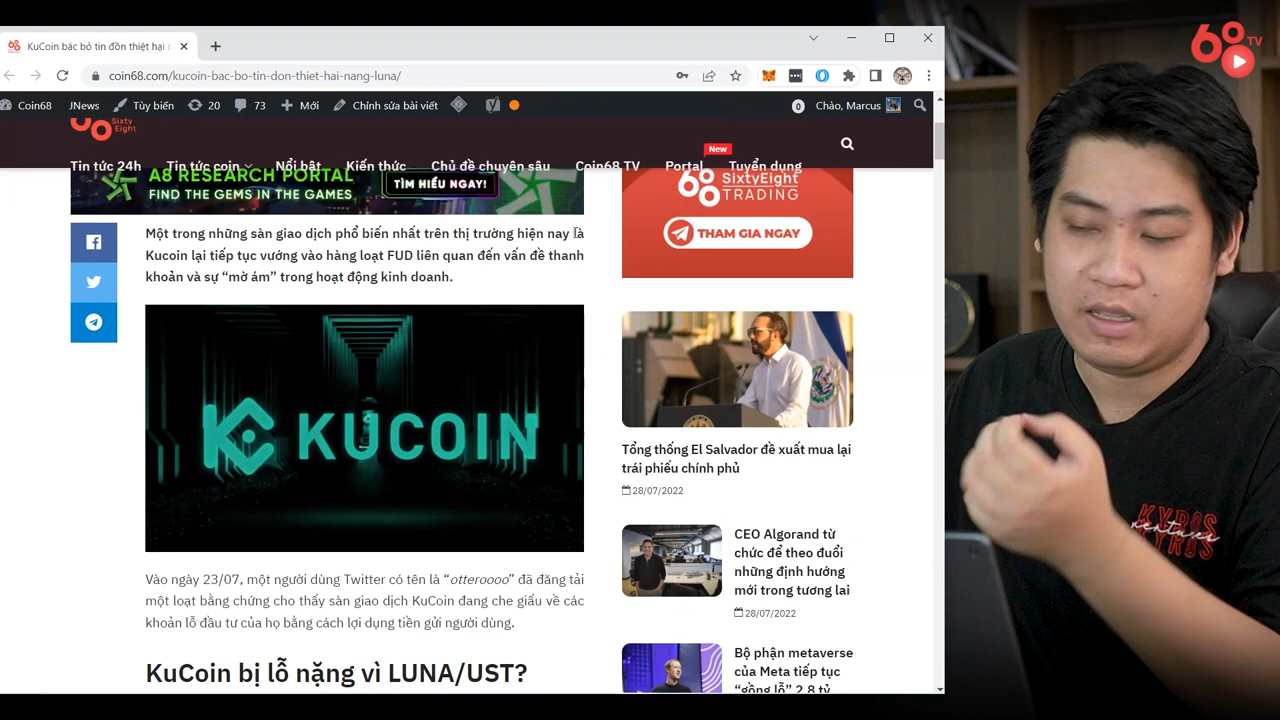 KuCoin bác bỏ tin đồn thiệt hại n
coin68.com/kucoin-bac-bo-tin-don-thiet-hai-nang-luna/
Coin68 JNews Tùy biến 20 73 Mới Chỉnh sửa bài viết 0 Chào, Marcus
Sixty
Eight
Tin tức 24h Tin tức coin Nổi bật Kiến thức Chủ đề chuyên sâu Coin68 TV Portal New Tuyển dụng
A8 RESEARCH PORTAL
FIND THE GEMS IN THE GAMES
TÌM HIỂU NGAY!
Một trong những sàn giao dịch phổ biến nhất trên thị trường hiện nay là
Kucoin lại tiếp tục vướng vào hàng loạt FUD liên quan đến vấn đề thanh
khoản và sự “mờ ám” trong hoạt động kinh doanh.
KUCOIN
Vào ngày 23/07, một người dùng Twitter có tên là “otteroooo” đã đăng tải
một loạt bằng chứng cho thấy sàn giao dịch KuCoin đang che giấu về các
khoản lỗ đầu tư của họ bằng cách lợi dụng tiền gửi người dùng.
KuCoin bị lỗ nặng vì LUNA/UST?
68 SixtyEight
TRADING
THAM GIA NGAY
Tổng thống El Salvador đề xuất mua lại
trái phiếu chính phủ
28/07/2022
CEO Algorand từ
chức để theo đuổi
những định hướng
mới trong tương lai
28/07/2022
Bộ phận metaverse
của Meta tiếp tục
“gồng lỗ” 2,8 tỷ
68 TV
KYROS
ventures
KYROS